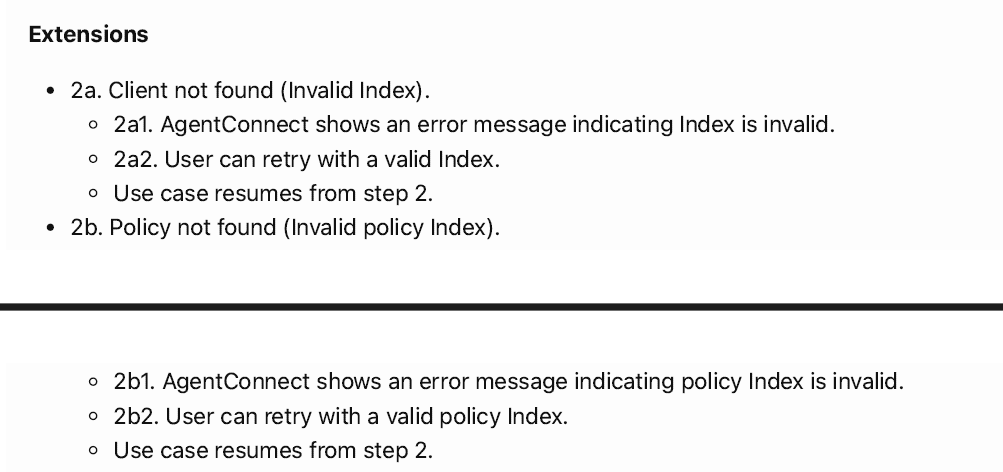 Extensions
• 2a. Client not found (Invalid Index).
◦ 2a1. AgentConnect shows an error message indicating Index is invalid.
◦ 2a2. User can retry with a valid Index.
◦ Use case resumes from step 2.
• 2b. Policy not found (Invalid policy Index).
◦ 2b1. AgentConnect shows an error message indicating policy Index is invalid.
◦ 2b2. User can retry with a valid policy Index.
◦ Use case resumes from step 2.